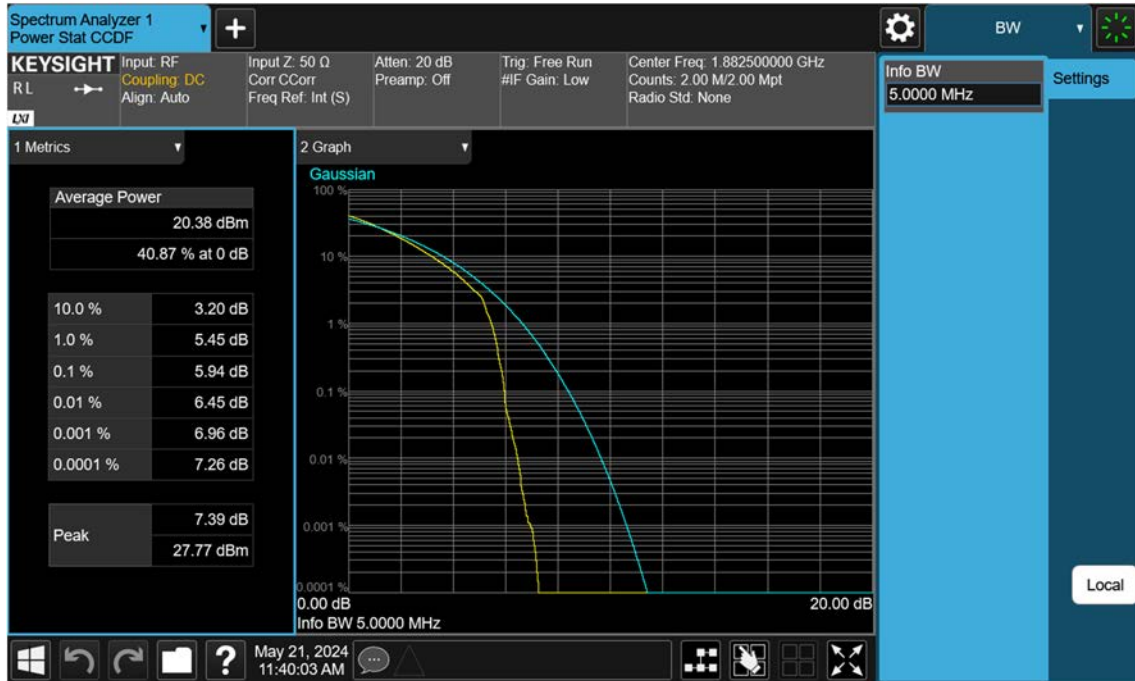 Spectrum Analyzer 1
Power Stat CCDF
+
BW
KEYSIGHT
R L
LXI
Input: RF
Coupling: DC
Align: Auto
Input Z: 50 Ω
Corr CCorr
Freq Ref: Int (S)
Atten: 20 dB
Preamp: Off
Trig: Free Run
#IF Gain: Low
Center Freq: 1.882500000 GHz
Counts: 2.00 M/2.00 Mpt
Radio Std: None
Info BW
5.0000 MHz
Settings
1 Metrics
Average Power
20.38 dBm
40.87 % at 0 dB
10.0 % 3.20 dB
1.0 % 5.45 dB
0.1 % 5.94 dB
0.01 % 6.45 dB
0.001 % 6.96 dB
0.0001 % 7.26 dB
Peak
7.39 dB
27.77 dBm
2 Graph
Gaussian
100 %
10 %
1 %
0.1 %
0.01 %
0.001 %
0.0001 %
0.00 dB 20.00 dB
Info BW 5.0000 MHz
Local
?
May 21, 2024
11:40:03 AM